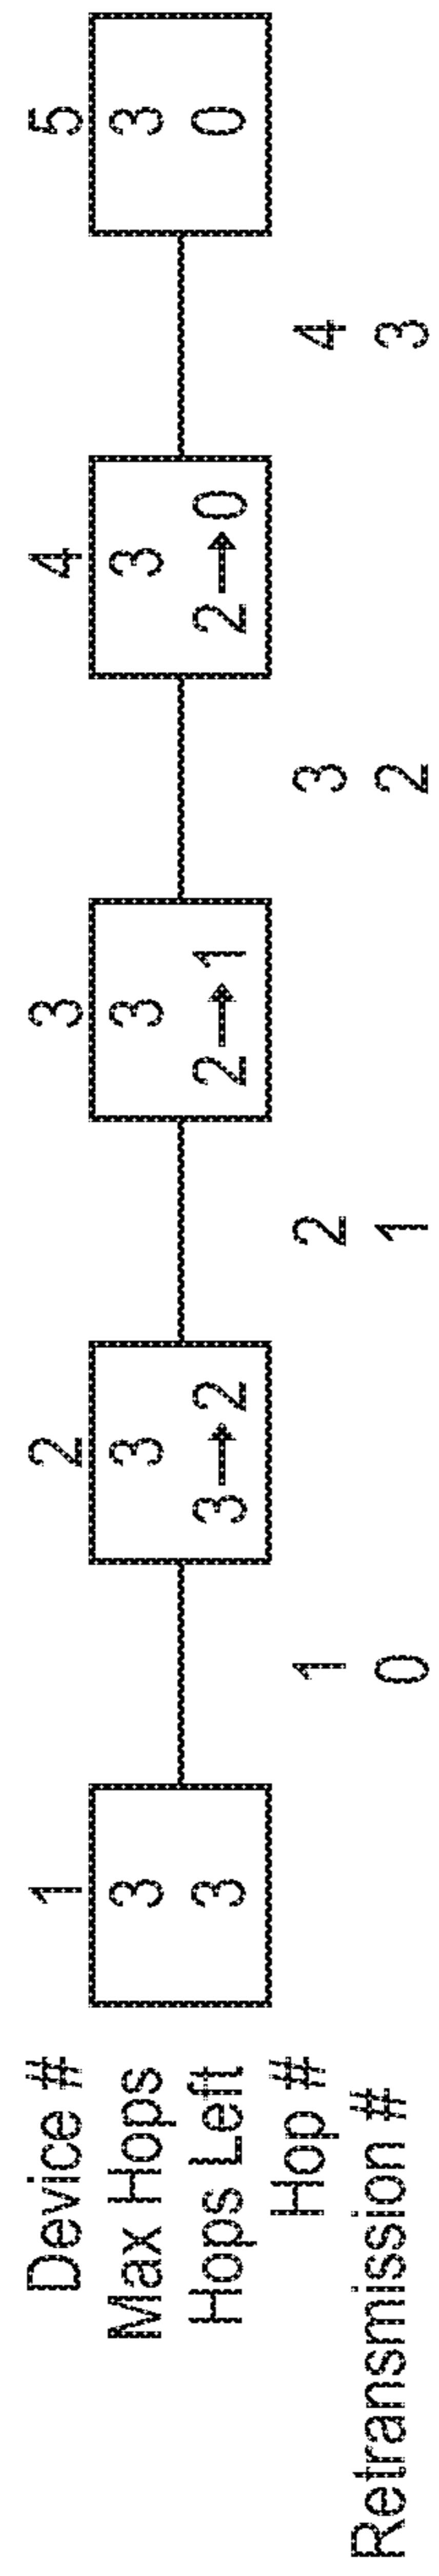 Device # 1 2 3 4 5
Max Hops 3 3 3 3 3
Hops Left 3 3→2 2→1 2→0 0
Hop # 1 2 3 4
Retransmission # 0 1 2 3